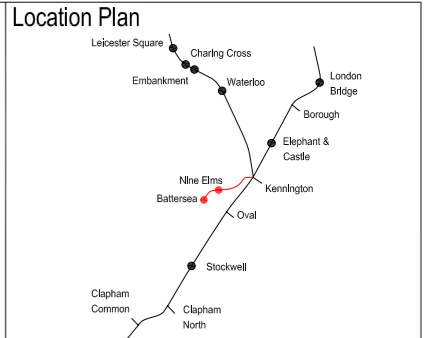 Location Plan
Leicester Square
Charing Cross
Embankment
Waterloo
London
Bridge
Borough
Elephant &
Castle
Nine Elms
Kennington
Battersea
Oval
Stockwell
Clapham
Common
Clapham
North